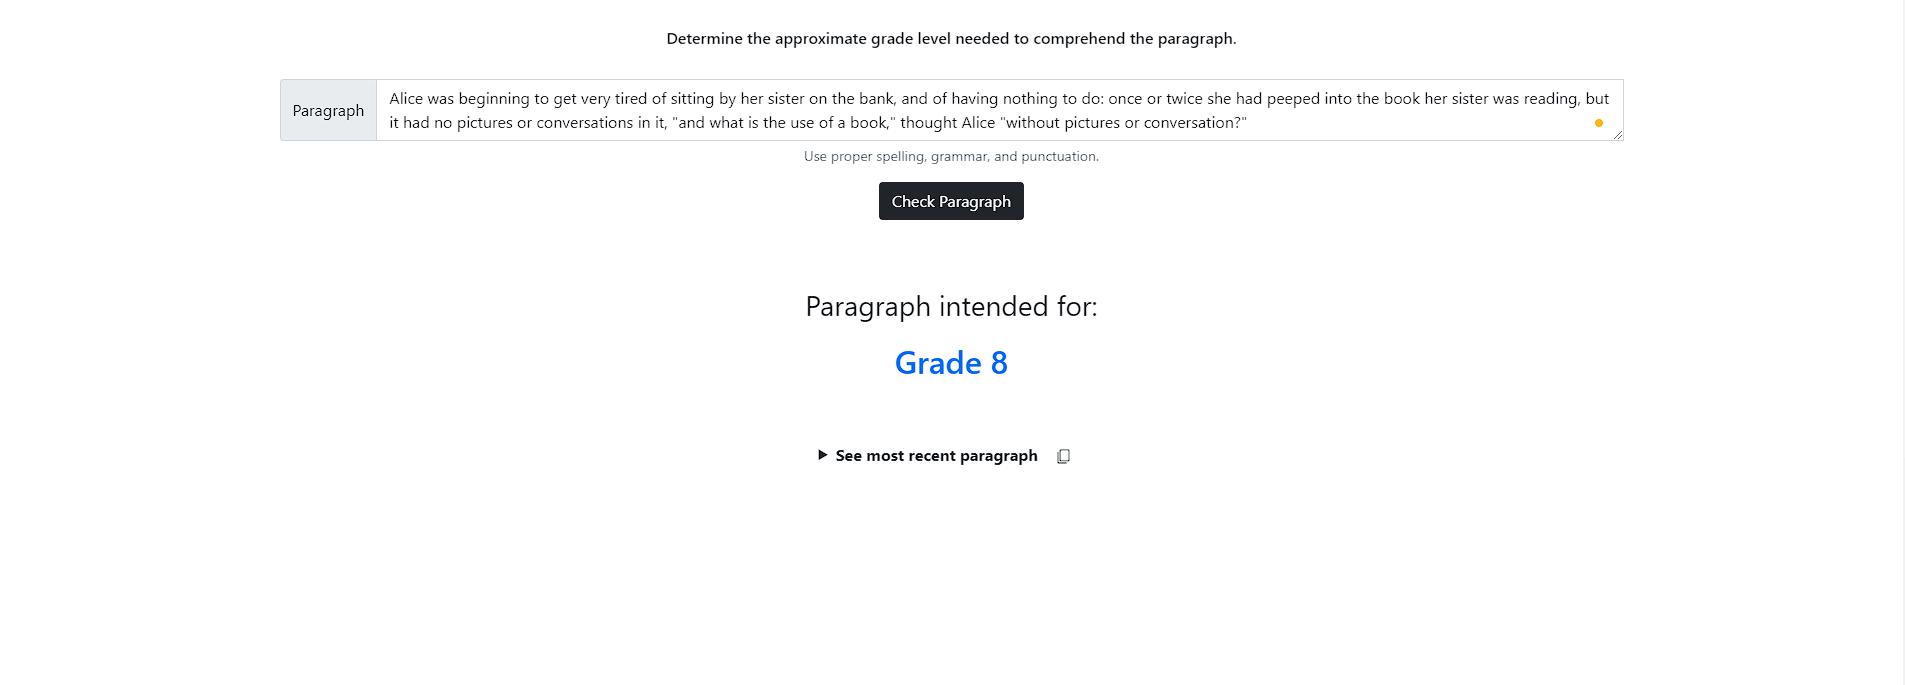 Determine the approximate grade level needed to comprehend the paragraph.
Paragraph
Alice was beginning to get very tired of sitting by her sister on the bank, and of having nothing to do: once or twice she had peeped into the book her sister was reading, but
it had no pictures or conversations in it, "and what is the use of a book," thought Alice "without pictures or conversation?"
Use proper spelling, grammar, and punctuation.
Check Paragraph
Paragraph intended for:
Grade 8
See most recent paragraph